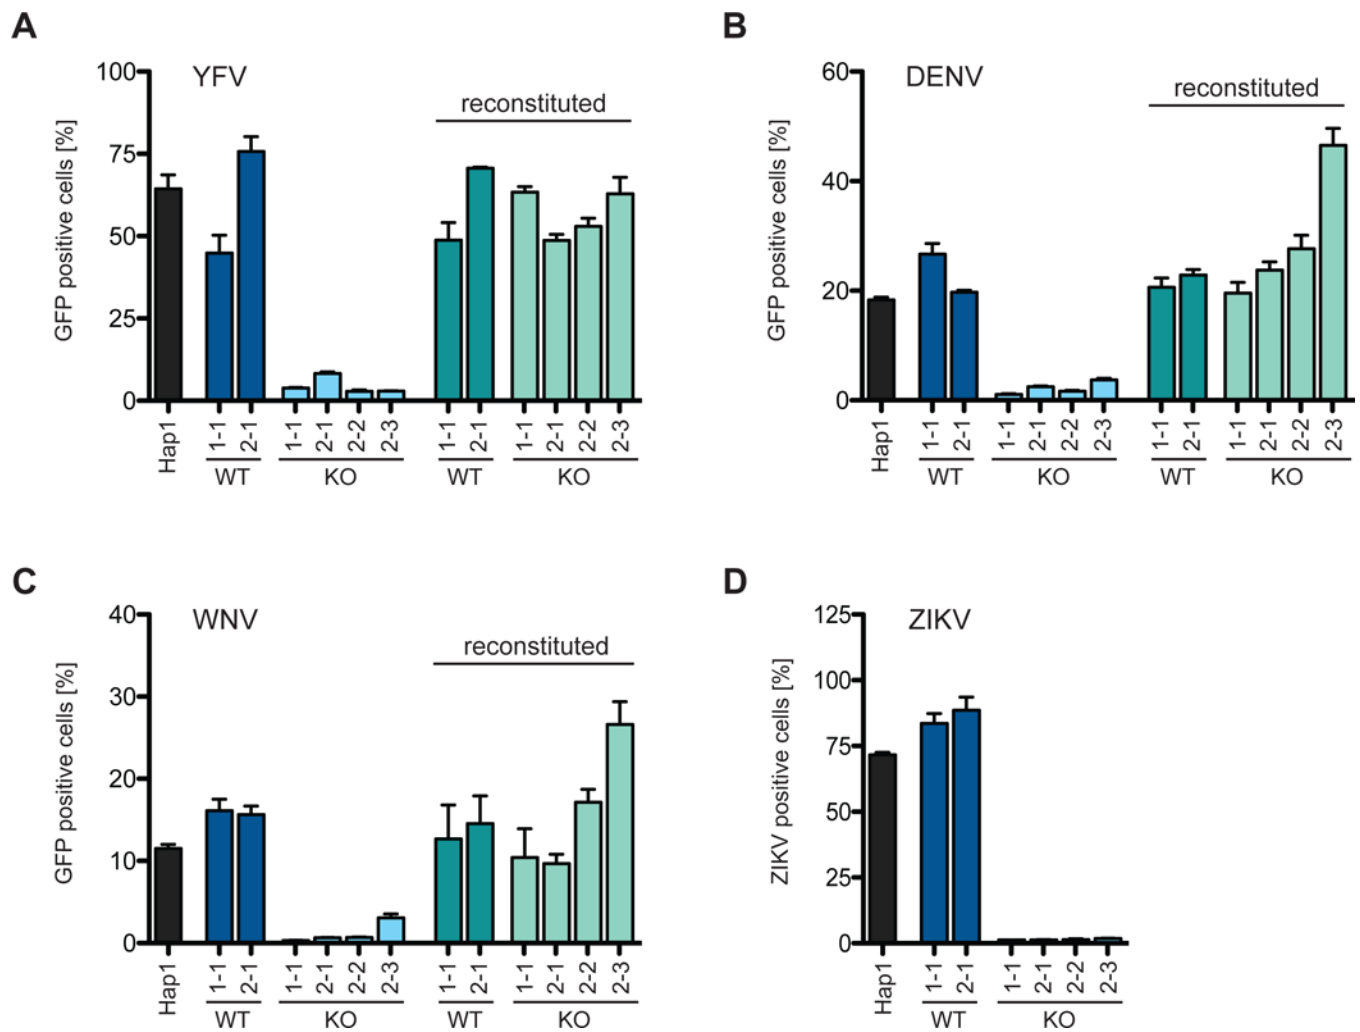 A
YFV
reconstituted
GFP positive cells [%]
100
75
50
25
0
Hap1
1-1
2-1
1-1
2-1
2-2
2-3
1-1
2-1
1-1
2-1
2-2
2-3
WT
KO
WT
KO
B
DENV
reconstituted
GFP positive cells [%]
60
40
20
0
Hap1
1-1
2-1
1-1
2-1
2-2
2-3
1-1
2-1
1-1
2-1
2-2
2-3
WT
KO
WT
KO
C
WNV
reconstituted
GFP positive cells [%]
40
30
20
10
0
Hap1
1-1
2-1
1-1
2-1
2-2
2-3
1-1
2-1
1-1
2-1
2-2
2-3
WT
KO
WT
KO
D
ZIKV
ZIKV positive cells [%]
125
100
75
50
25
0
Hap1
1-1
2-1
1-1
2-1
2-2
2-3
WT
KO